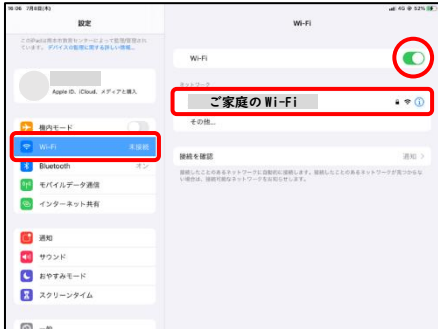 16:06 7月8日(木)
4G 52%
設定
このiPadは熊本市教育センターによって監視/管理されています。デバイスの監視に関する詳しい情報…
Apple ID、iCloud、メディアと購入
機内モード
Wi-Fi 未接続
Bluetooth オン
モバイルデータ通信
インターネット共有
通知
サウンド
おやすみモード
スクリーンタイム
一般
Wi-Fi
Wi-Fi
ネットワーク
ご家庭のWi-Fi
その他...
接続を確認 通知
接続したことのあるネットワークに自動的に接続します。接続したことのあるネットワークが見つからな
い場合は、接続可能なネットワークをお知らせします。